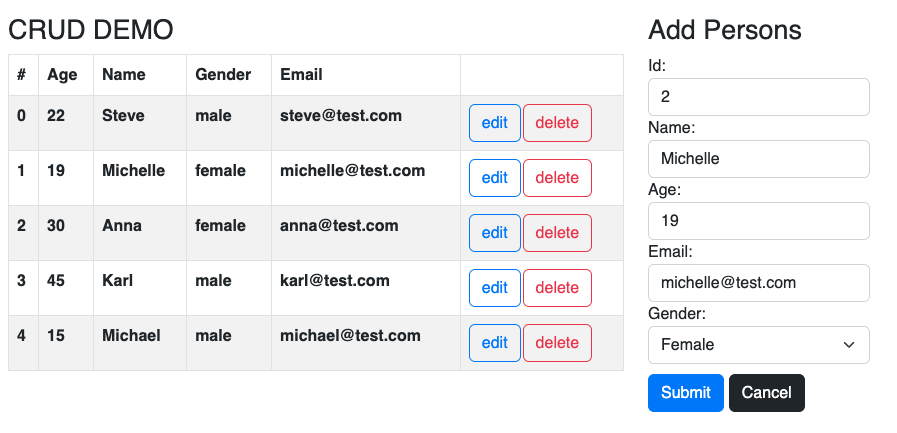 CRUD DEMO
# Age Name Gender Email
0 22 Steve male steve@test.com edit delete
1 19 Michelle female michelle@test.com edit delete
2 30 Anna female anna@test.com edit delete
3 45 Karl male karl@test.com edit delete
4 15 Michael male michael@test.com edit delete
Add Persons
Id:
2
Name:
Michelle
Age:
19
Email:
michelle@test.com
Gender:
Female
Submit Cancel